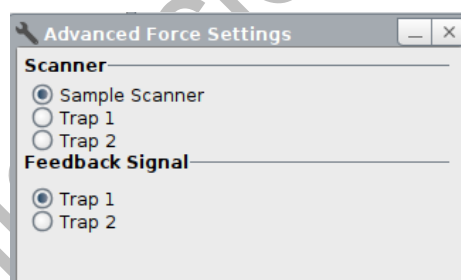 Advanced Force Settings
Scanner
Sample Scanner
Trap 1
Trap 2
Feedback Signal
Trap 1
Trap 2